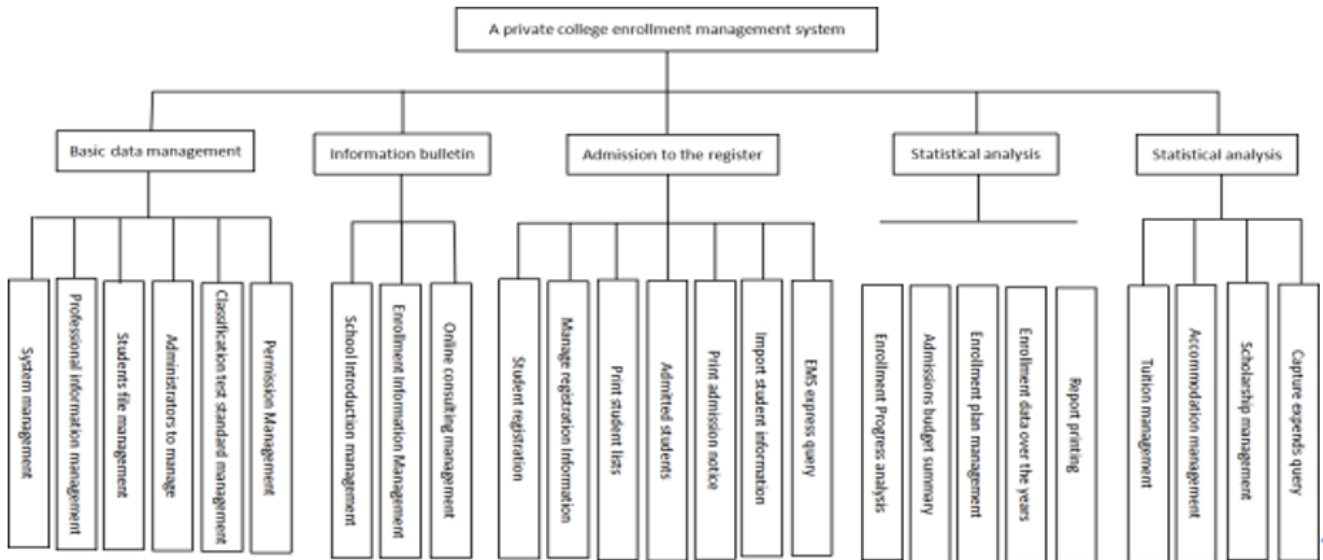 A private college enrollment management system
Basic data management
Information bulletin
Admission to the register
Statistical analysis
Statistical analysis
System management
Professional information management
Students file management
Administrators to manage
Classification test standard management
Permission Management
School Introduction management
Enrollment Information Management
Online consulting management
Student registration
Manage registration Information
Print student lists
Admitted students
Print admission notice
Import student information
EMS express query
Enrollment Progress analysis
Admissions budget summary
Enrollment plan management
Enrollment data over the years
Report printing
Tuition management
Accommodation management
Scholarship management
Capture expends query